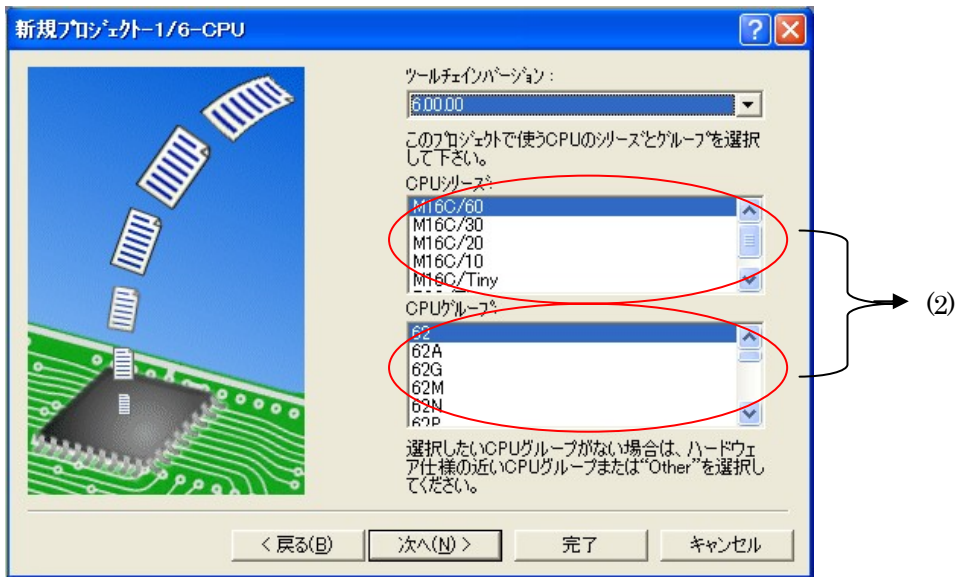 新規プロジェクト-1/6-CPU
ツールチェインバージョン :
6.00.00
このプロジェクトで使うCPUのシリーズとグループを選択
して下さい。
CPUシリーズ:
M16C/60
M16C/30
M16C/20
M16C/10
M16C/Tiny
CPUグループ:
62
62A
62G
62M
62N
62P
(2)
選択したいCPUグループがない場合は、ハードウェ
ア仕様の近いCPUグループまたは“Other”を選択し
てください。
< 戻る(B)
次へ(N) >
完了
キャンセル